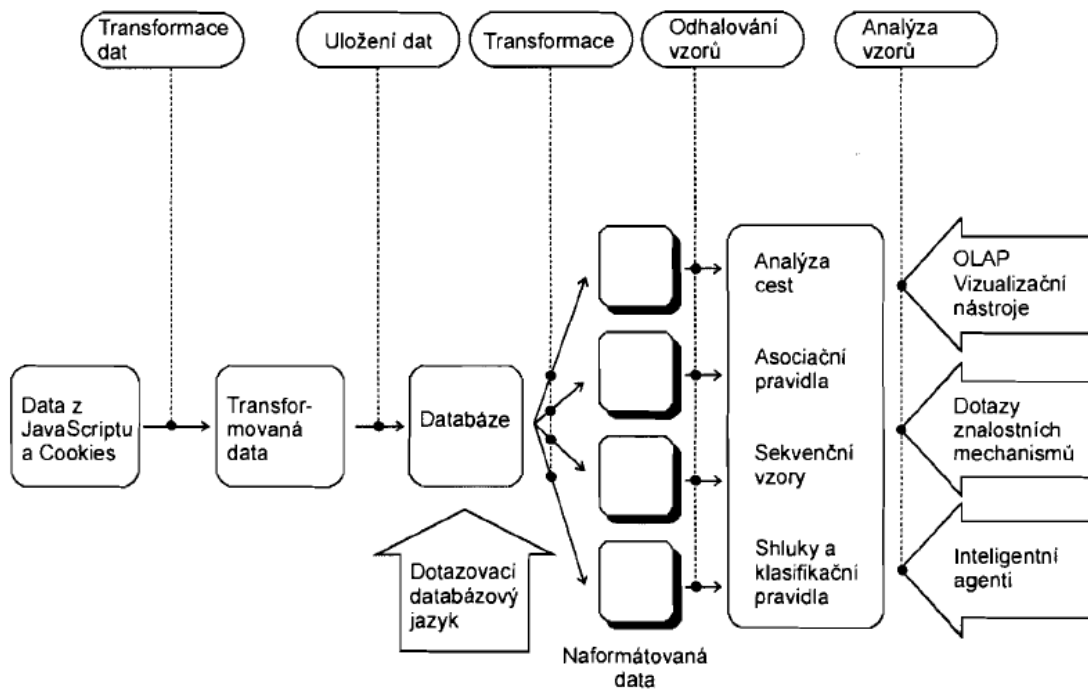 Transformace
dat
Uložení dat
Transformace
Odhalování
vzorů
Analýza
vzorů
Data z
JavaScriptu
a Cookies
Transfor-
movaná
data
Databáze
Dotazovací
databázový
jazyk
Naformátovaná
data
Analýza
cest
Asociační
pravidla
Sekvenční
vzory
Shluky a
klasifikační
pravidla
OLAP
Vizualizační
nástroje
Dotazy
znalostních
mechanismů
Inteligentní
agenti